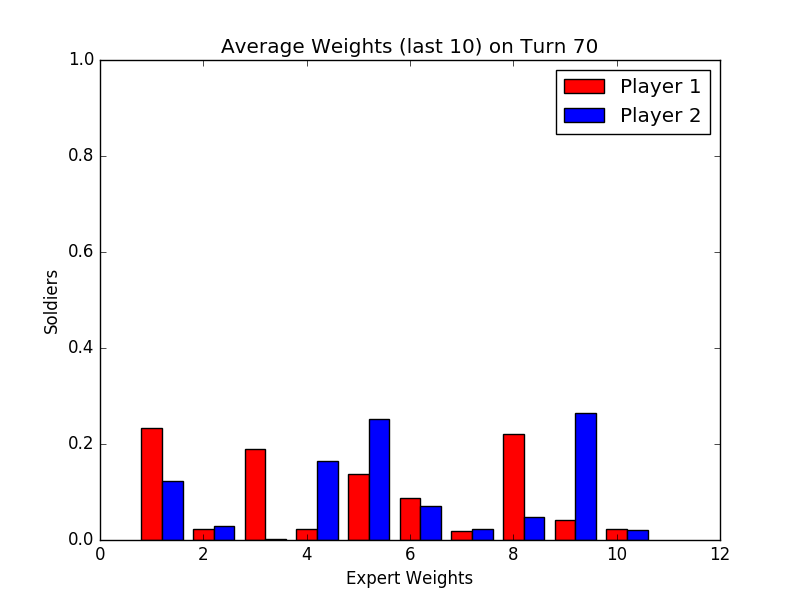 Average Weights (last 10) on Turn 70
1.0
0.8
0.6
0.4
0.2
0.0
Soldiers
Player 1
Player 2
0 2 4 6 8 10 12
Expert Weights